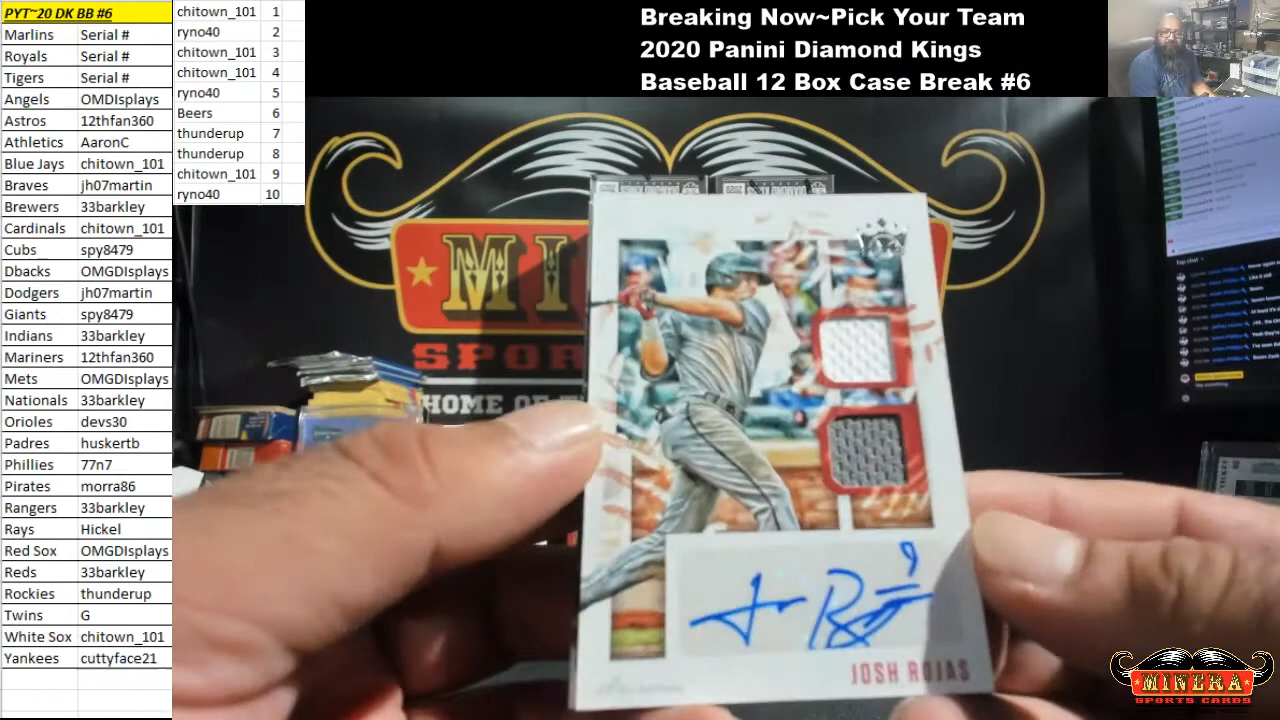 PYT~20 DK BB #6
Marlins Serial #
Royals Serial #
Tigers Serial #
Angels OMDIsplays
Astros 12thfan360
Athletics AaronC
Blue Jays chitown_101
Braves jh07martin
Brewers 33barkley
Cardinals chitown_101
Cubs spy8479
Dbacks OMGDIsplays
Dodgers jh07martin
Giants spy8479
Indians 33barkley
Mariners 12thfan360
Mets OMGDIsplays
Nationals 33barkley
Orioles devs30
Padres huskertb
Phillies 77n7
Pirates morra86
Rangers 33barkley
Rays Hickel
Red Sox OMGDIsplays
Reds 33barkley
Rockies thunderup
Twins G
White Sox chitown_101
Yankees cuttyface21
chitown_101 1
ryno40 2
chitown_101 3
chitown_101 4
ryno40 5
Beers 6
thunderup 7
thunderup 8
chitown_101 9
ryno40 10
Breaking Now~Pick Your Team
2020 Panini Diamond Kings
Baseball 12 Box Case Break #6
MI
SPO
HOME OF
JOSH ROJAS
MINERA
SPORTS CARDS